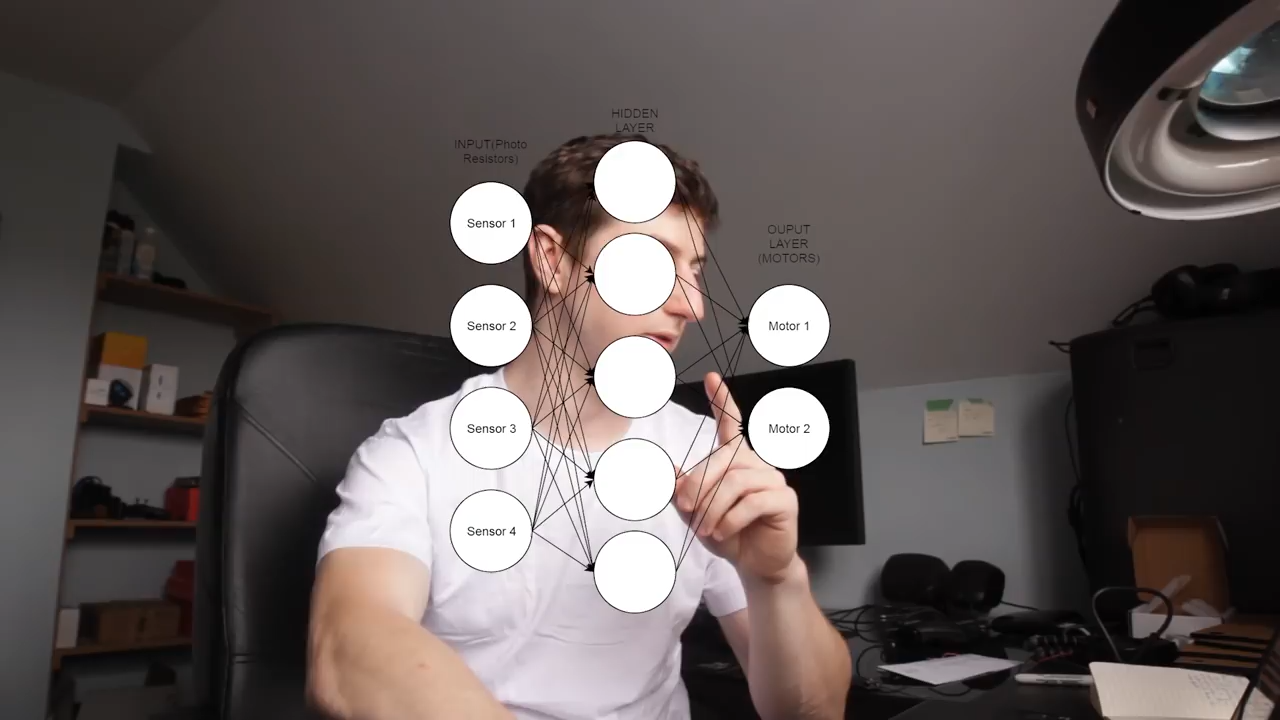 HIDDEN
LAYER
INPUT(Photo
Resistors)
Sensor 1
Sensor 2
Sensor 3
Sensor 4
OUPUT
LAYER
(MOTORS)
Motor 1
Motor 2